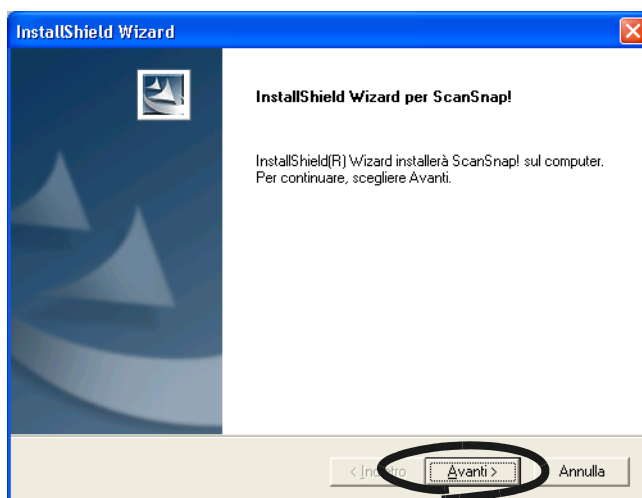 InstallShield Wizard
InstallShield Wizard per ScanSnap!
InstallShield(R) Wizard installerà ScanSnap! sul computer.
Per continuare, scegliere Avanti.
<
Avanti >
Annulla